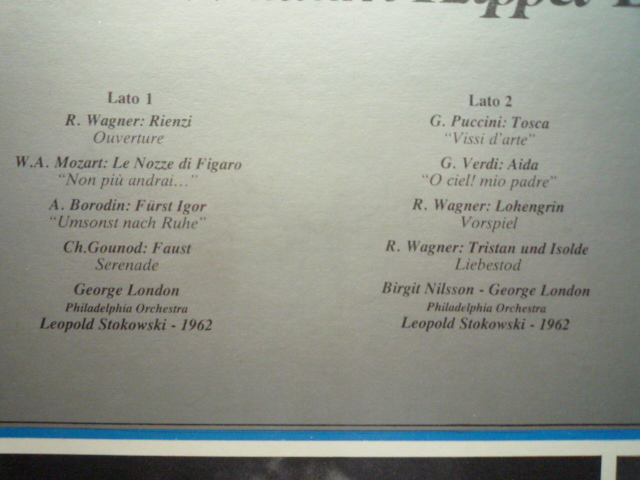 Lato 1
R. Wagner: Rienzi
Ouverture
W.A. Mozart: Le Nozze di Figaro
“Non più andrai...”
A. Borodin: Fürst Igor
“Umsonst nach Ruhe”
Ch.Gounod: Faust
Serenade
George London
Philadelphia Orchestra
Leopold Stokowski - 1962
Lato 2
G. Puccini: Tosca
“Vissi d'arte”
G. Verdi: Aida
“O ciel! mio padre”
R. Wagner: Lohengrin
Vorspiel
R. Wagner: Tristan und Isolde
Liebestod
Birgit Nilsson - George London
Philadelphia Orchestra
Leopold Stokowski - 1962